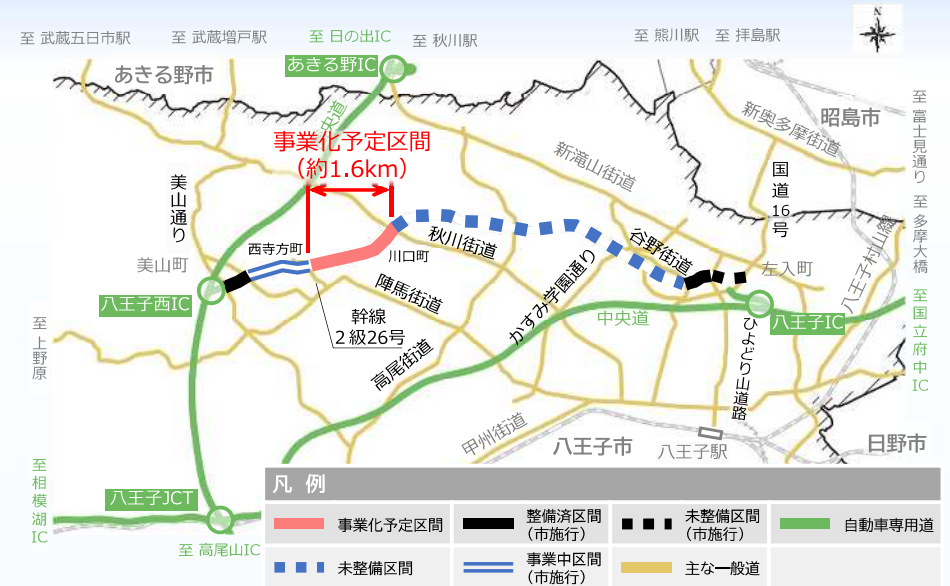 N
至 武蔵五日市駅
至 武蔵増戸駅
至 日の出IC
至 秋川駅
至 熊川駅
至 拝島駅
あきる野IC
あきる野市
央道
新奥多摩街道
昭島市
至 富士見通り
事業化予定区間
(約1.6km)
新滝山街道
国道16号
美山通り
至 多摩大橋
西寺方町
秋川街道
谷野街道
川口町
美山町
左入町
八王子村山線
八王子西IC
陣馬街道
かすみ学園通り
中央道
八王子IC
至 国立府中IC
至 上野原
幹線
2級26号
高尾街道
ひよどり山道路
甲州街道
八王子市
八王子駅
日野市
至 相模湖IC
八王子JCT
至 高尾山IC
凡 例
事業化予定区間
整備済区間
(市施行)
未整備区間
(市施行)
自動車専用道
未整備区間
事業中区間
(市施行)
主な一般道